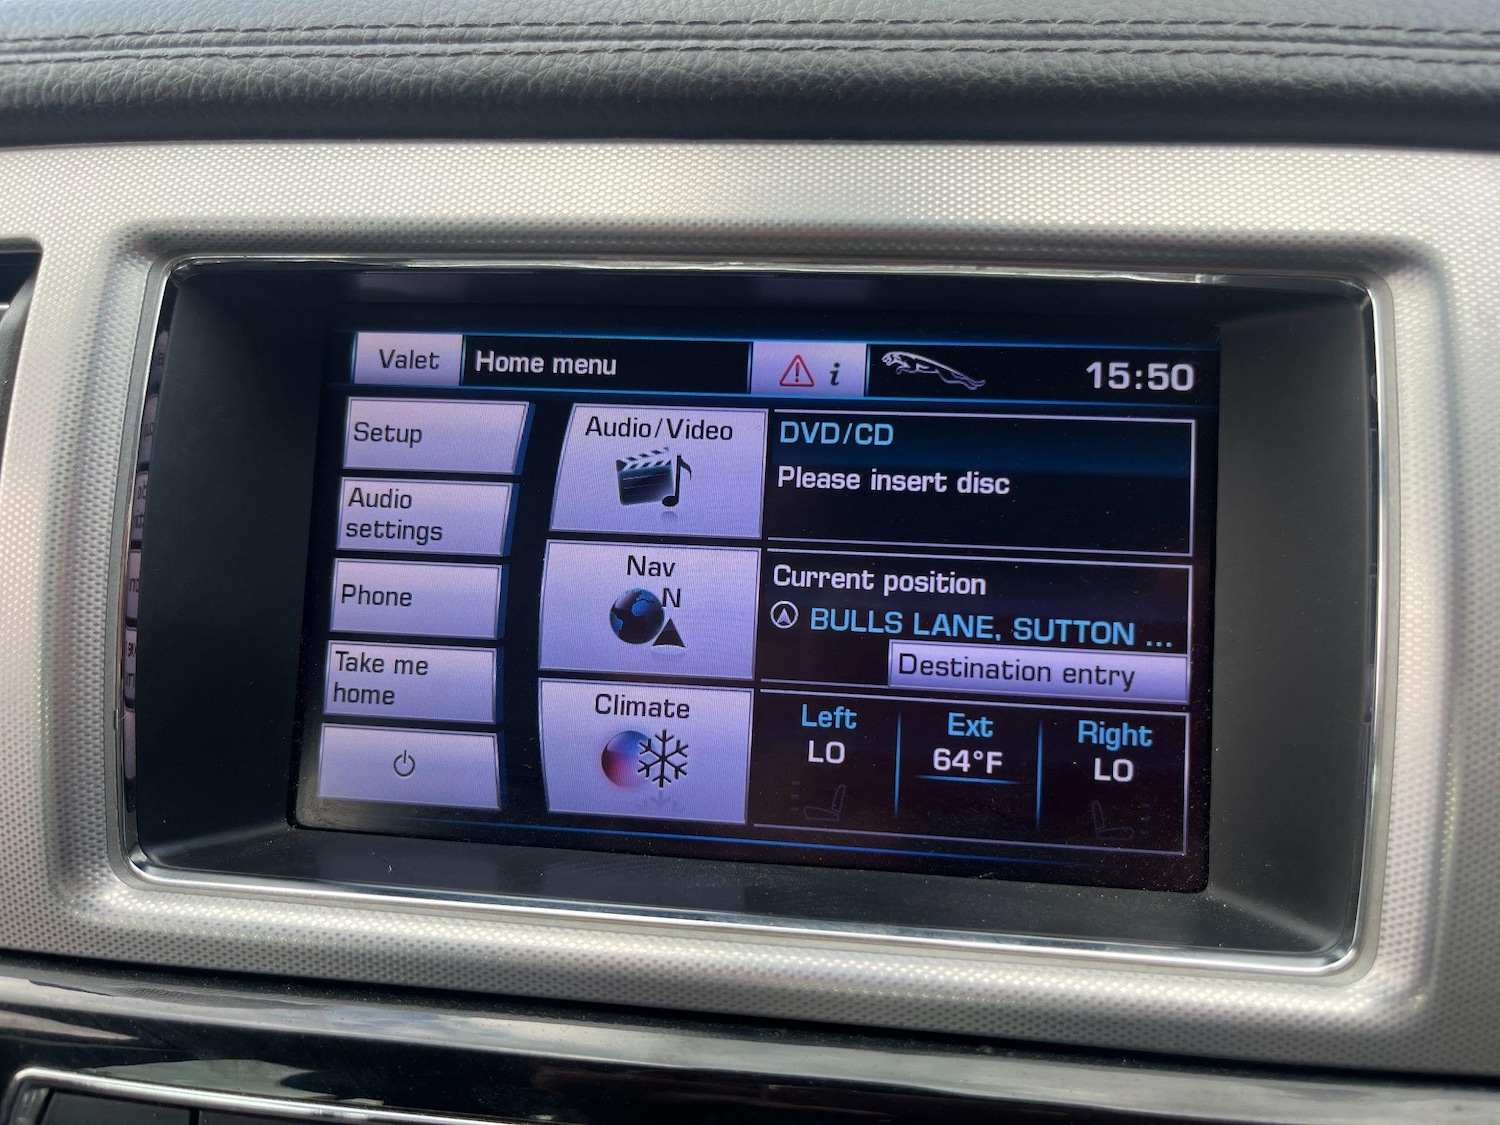 Valet
Home menu
i
15:50
Setup
Audio
settings
Phone
Take me
home
Audio/Video
Nav
N
Climate
DVD/CD
Please insert disc
Current position
BULLS LANE, SUTTON ...
Destination entry
Left
LO
Ext
64°F
Right
LO